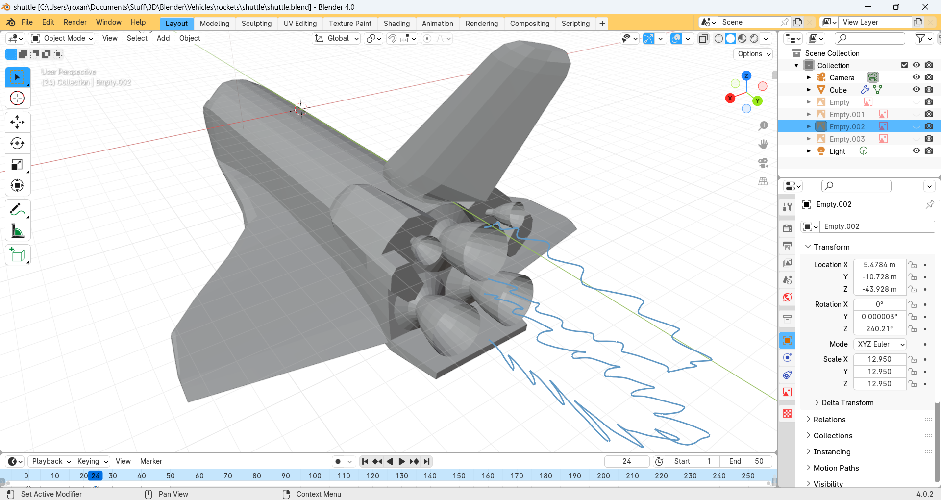 shuttle [C:\Users\roxan\Documents\Stuff\JD\Blender\Vehicles\rockets\shuttle\shuttle.blend] - Blender 4.0
File Edit Render Window Help Layout Modeling Sculpting UV Editing Texture Paint Shading Animation Rendering Compositing Scripting + Scene View Layer
Object Mode View Select Add Object Global
Options
User Perspective
(24) Collection | Empty.002
Z
X
Y
Scene Collection
Collection
Camera
Cube
Empty
Empty.001
Empty.002
Empty.003
Light
Empty.002
Empty.002
Transform
Location X 5.4784 m
Y -10.728 m
Z -43.928 m
Rotation X 0°
Y 0.000003°
Z 240.21°
Mode XYZ Euler
Scale X 12.950
Y 12.950
Z 12.950
Delta Transform
Relations
Collections
Instancing
Motion Paths
Visibility
Playback Keying View Marker 24 Start 1 End 50
0 10 20 24 30 40 50 60 70 80 90 100 110 120 130 140 150 160 170 180 190 200 210 220 230 240 250
Set Active Modifier Pan View Context Menu 4.0.2